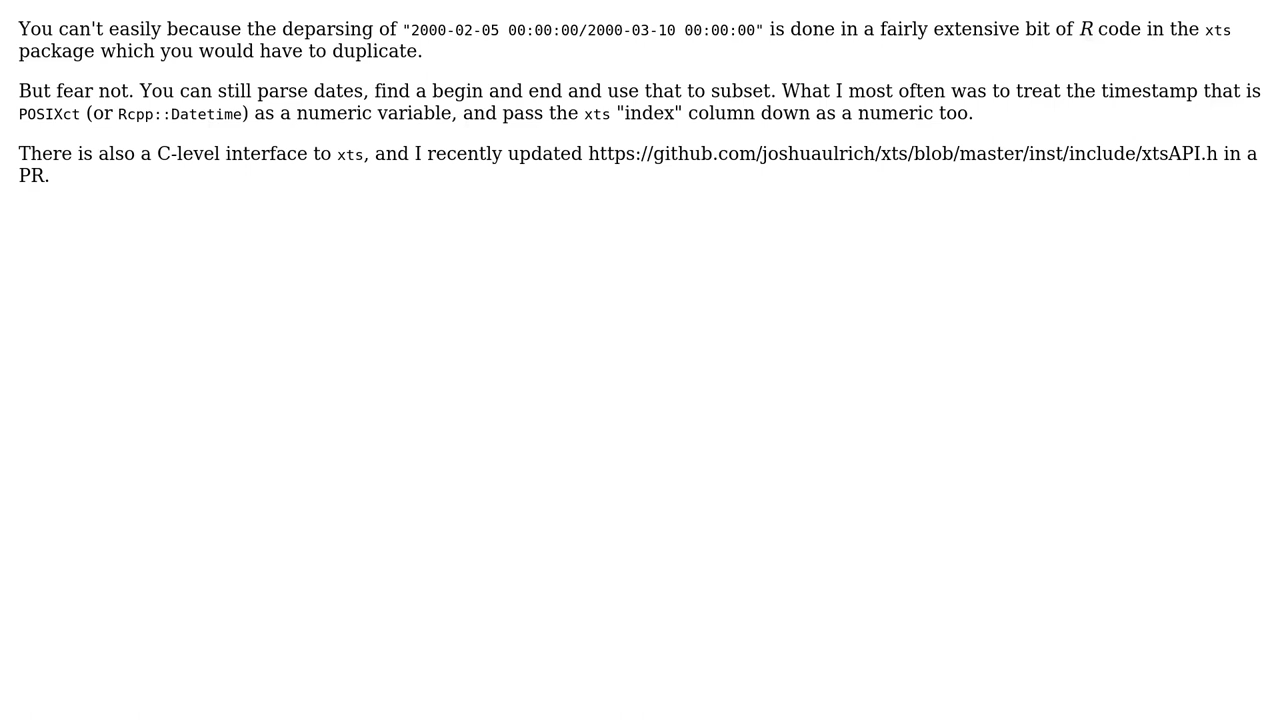 You can't easily because the deparsing of "2000-02-05 00:00:00/2000-03-10 00:00:00" is done in a fairly extensive bit of R code in the xts
package which you would have to duplicate.
But fear not. You can still parse dates, find a begin and end and use that to subset. What I most often was to treat the timestamp that is
POSIXct (or Rcpp::Datetime) as a numeric variable, and pass the xts "index" column down as a numeric too.
There is also a C-level interface to xts, and I recently updated https://github.com/joshuaulrich/xts/blob/master/inst/include/xtsAPI.h in a
PR.